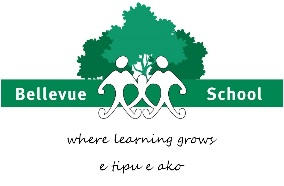 Bellevue School
where learning grows
e tipu e ako